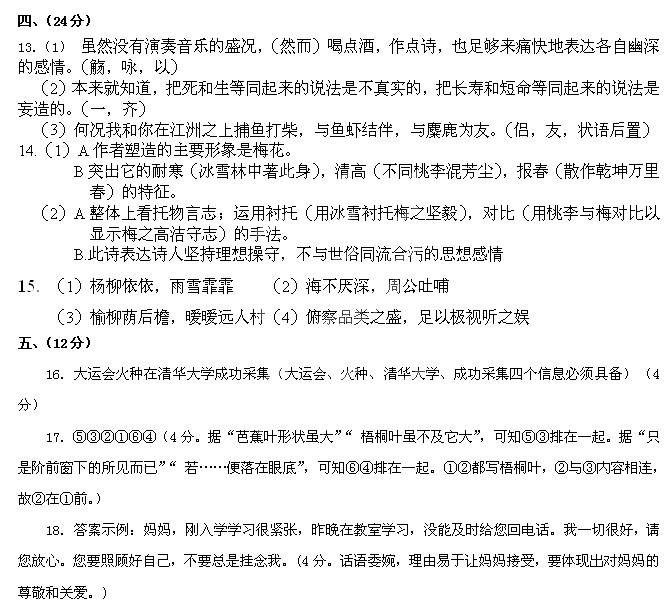 四、（24分）
13.（1） 虽然没有演奏音乐的盛况，（然而）喝点酒，作点诗，也足够来痛快地表达各自幽深
的感情。（觞，咏，以）
（2）本来就知道，把死和生等同起来的说法是不真实的，把长寿和短命等同起来的说法是
妄造的。（一，齐）
（3）何况我和你在江洲之上捕鱼打柴，与鱼虾结伴，与麋鹿为友。（侣，友，状语后置）
14.（1）A 作者塑造的主要形象是梅花。
B 突出它的耐寒（冰雪林中著此身），清高（不同桃李混芳尘），报春（散作乾坤万里
春）的特征。
（2）A 整体上看托物言志；运用衬托（用冰雪衬托梅之坚毅），对比（用桃李与梅对比以
显示梅之高洁守志）的手法。
B.此诗表达诗人坚持理想操守，不与世俗同流合污的思想感情
15.（1）杨柳依依，雨雪霏霏 （2）海不厌深，周公吐哺
（3）榆柳荫后檐，暧暧远人村（4）俯察品类之盛，足以极视听之娱
五、（12分）
16. 大运会火种在清华大学成功采集（大运会、火种、清华大学、成功采集四个信息必须具备）（4
分）
17. ⑤③②①⑥④（4 分。据“芭蕉叶形状虽大”“ 梧桐叶虽不及它大”，可知⑤③排在一起。据“只
是阶前窗下的所见而已”“ 若……便落在眼底”，可知⑥④排在一起。①②都写梧桐叶，②与③内容相连，
故②在①前。）
18. 答案示例：妈妈，刚入学学习很紧张，昨晚在教室学习，没能及时给您回电话。我一切很好，请
您放心。您要照顾好自己，不要总是挂念我。(4分。话语委婉，理由易于让妈妈接受，要体现出对妈妈的
尊敬和关爱。)